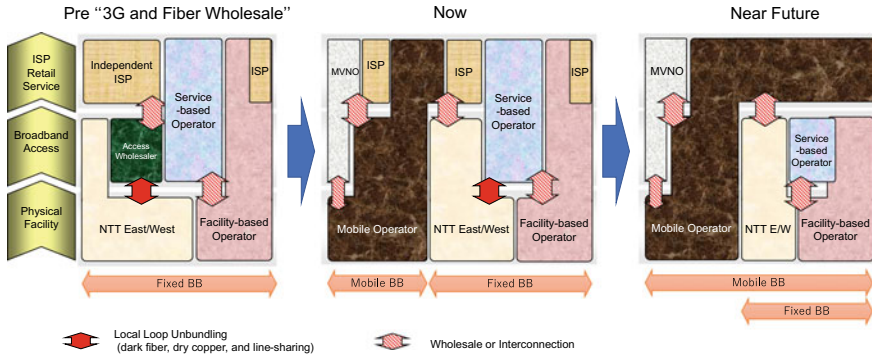 Pre “3G and Fiber Wholesale”
Now
Near Future
ISP
Retail
Service
Broadband
Access
Physical
Facility
Independent
ISP
Service
-based
Operator
ISP
Access
Wholesaler
NTT East/West
Facility-based
Operator
Fixed BB
MVNO
ISP
ISP
Service
-based
Operator
ISP
Mobile Operator
NTT East/West
Facility-based
Operator
Mobile BB
Fixed BB
MVNO
Service
-based
Operator
Mobile Operator
NTT E/W
Facility-based
Operator
Mobile BB
Fixed BB
Local Loop Unbundling
(dark fiber, dry copper, and line-sharing)
Wholesale or Interconnection